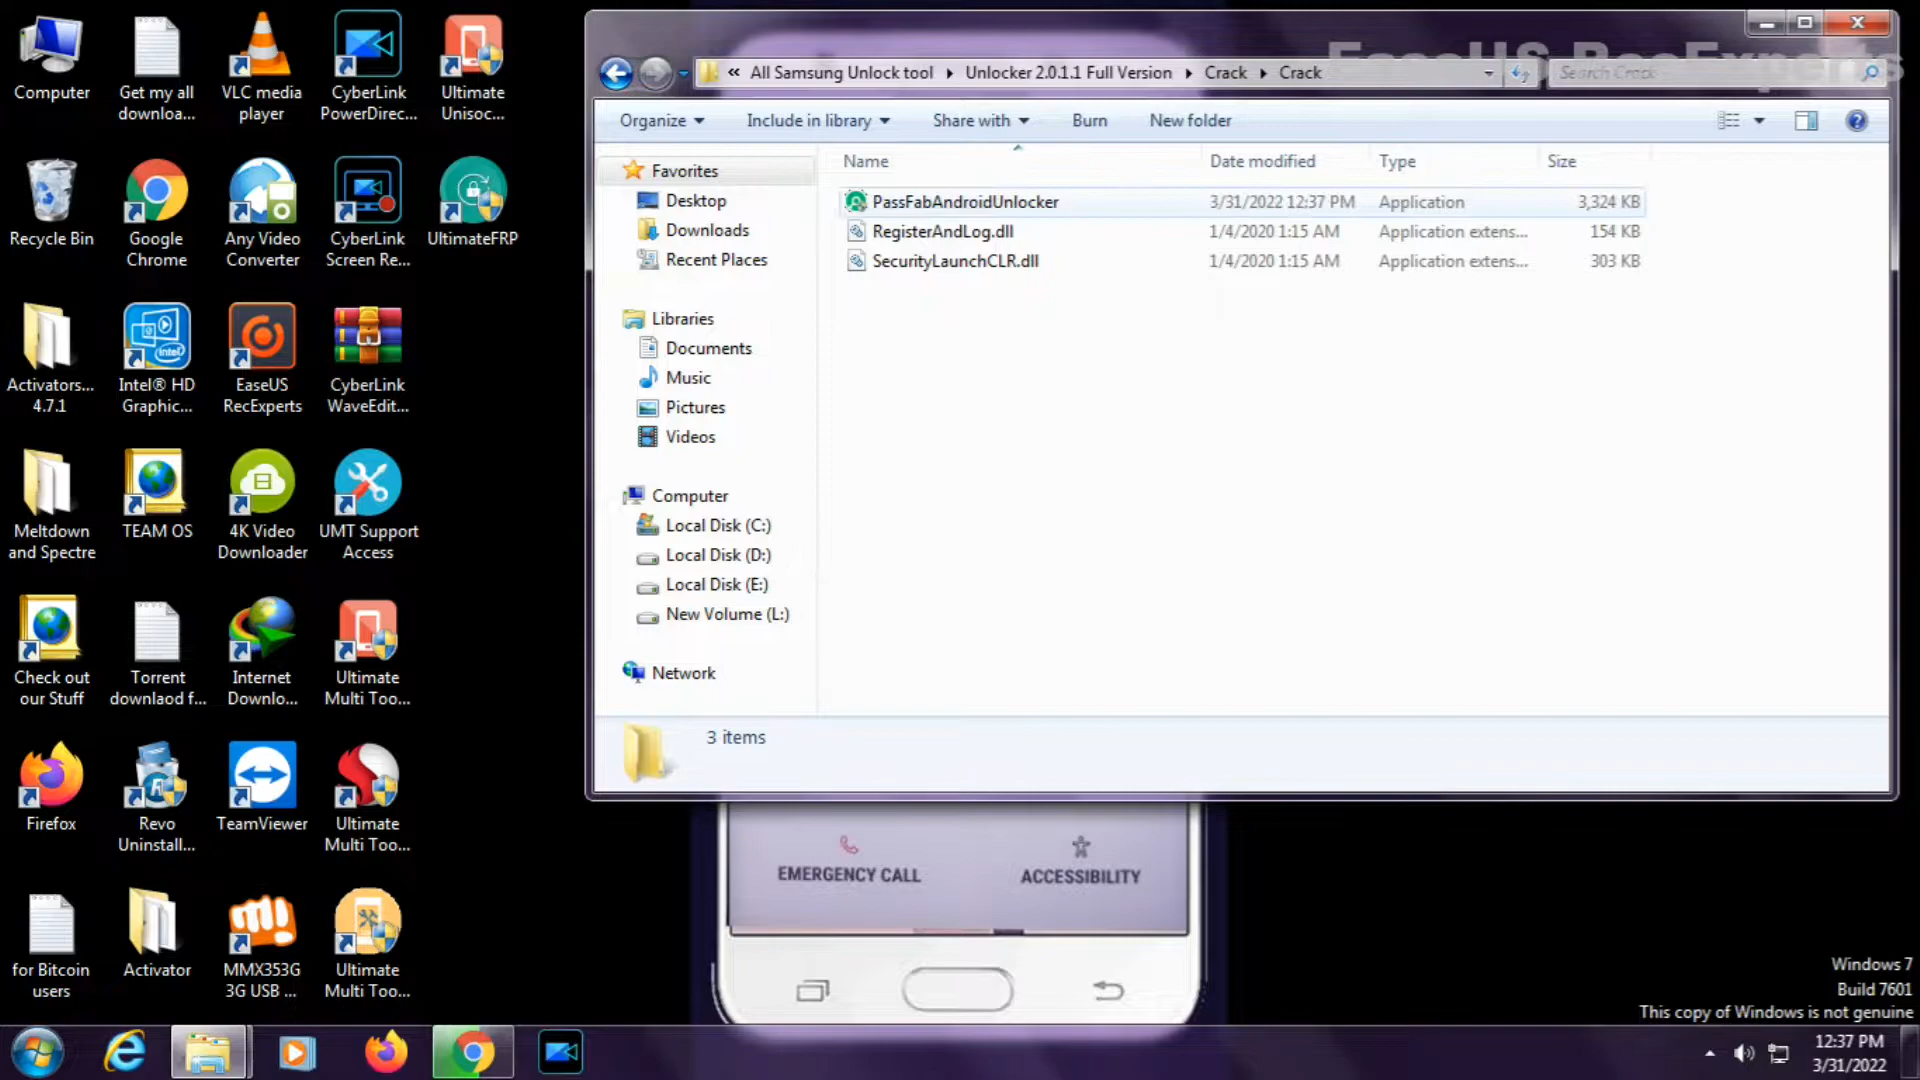 Computer
Get my all
downloa...
VLC media
player
CyberLink
PowerDirec...
Ultimate
Unisoc...
Recycle Bin
Google
Chrome
Any Video
Converter
CyberLink
Screen Re...
UltimateFRP
Activators...
4.7.1
Intel® HD
Graphic...
EaseUS
RecExperts
CyberLink
WaveEdit...
Meltdown
and Spectre
TEAM OS
4K Video
Downloader
UMT Support
Access
Check out
our Stuff
Torrent
downlaod f...
Internet
Downlo...
Ultimate
Multi Too...
Firefox
Revo
Uninstall...
TeamViewer
Ultimate
Multi Too...
for Bitcoin
users
Activator
MMX353G
3G USB ...
Ultimate
Multi Too...
EaseUS RecExperts
« All Samsung Unlock tool Unlocker 2.0.1.1 Full Version Crack Crack
Search Crack
Organize Include in library Share with Burn New folder
Name Date modified Type Size
PassFabAndroidUnlocker 3/31/2022 12:37 PM Application 3,324 KB
RegisterAndLog.dll 1/4/2020 1:15 AM Application extens... 154 KB
SecurityLaunchCLR.dll 1/4/2020 1:15 AM Application extens... 303 KB
Favorites
Desktop
Downloads
Recent Places
Libraries
Documents
Music
Pictures
Videos
Computer
Local Disk (C:)
Local Disk (D:)
Local Disk (E:)
New Volume (L:)
Network
3 items
EMERGENCY CALL
ACCESSIBILITY
Windows 7
Build 7601
This copy of Windows is not genuine
12:37 PM
3/31/2022